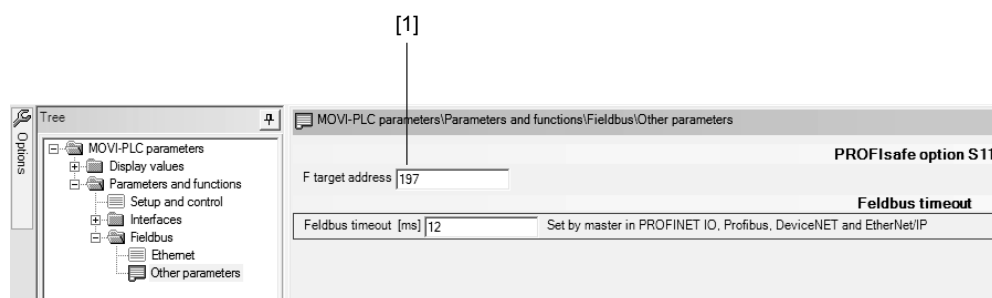 [1]
Options
Tree
MOVI-PLC parameters
Display values
Parameters and functions
Setup and control
Interfaces
Fieldbus
Ethernet
Other parameters
MOVI-PLC parameters\Parameters and functions\Fieldbus\Other parameters
PROFIsafe option S11
F target address 197
Feldbus timeout
Feldbus timeout [ms] 12 Set by master in PROFINET IO, Profibus, DeviceNET and EtherNet/IP